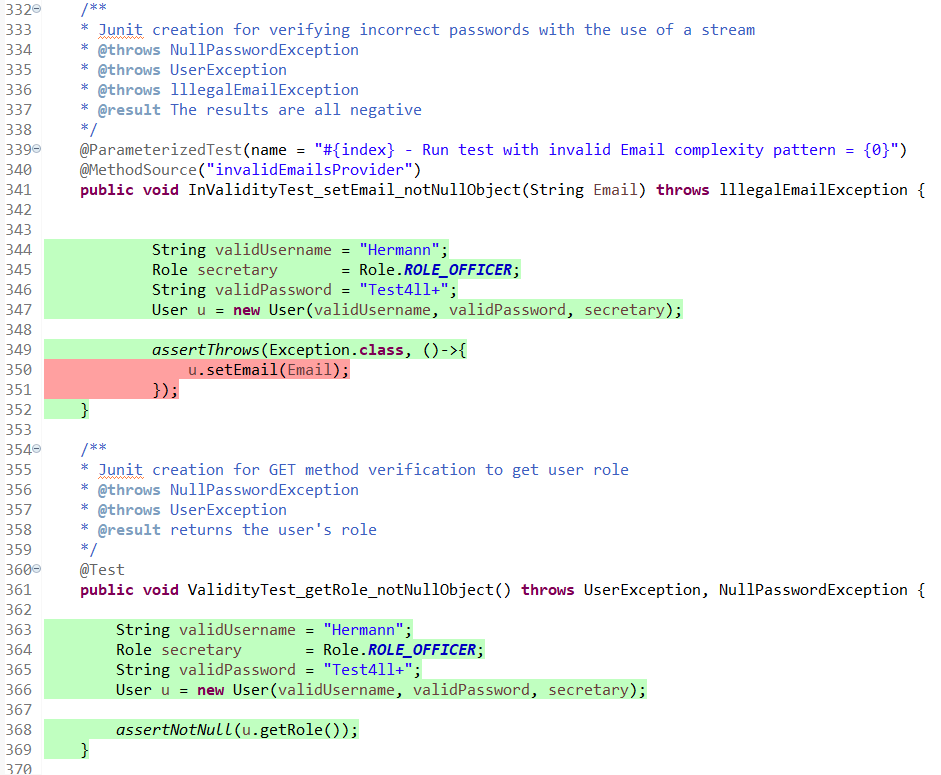 332 /**
333 * Junit creation for verifying incorrect passwords with the use of a stream
334 * @throws NullPasswordException
335 * @throws UserException
336 * @throws lllegalEmailException
337 * @result The results are all negative
338 */
339 @ParameterizedTest(name = "#{index} - Run test with invalid Email complexity pattern = {0}")
340 @MethodSource("invalidEmailsProvider")
341 public void InValidityTest_setEmail_notNullObject(String Email) throws lllegalEmailException {
342
343
344 String validUsername = "Hermann";
345 Role secretary = Role.ROLE_OFFICER;
346 String validPassword = "Test4ll+";
347 User u = new User(validUsername, validPassword, secretary);
348
349 assertThrows(Exception.class, ()->{
350 u.setEmail(Email);
351 });
352 }
353
354 /**
355 * Junit creation for GET method verification to get user role
356 * @throws NullPasswordException
357 * @throws UserException
358 * @result returns the user's role
359 */
360 @Test
361 public void ValidityTest_getRole_notNullObject() throws UserException, NullPasswordException {
362
363 String validUsername = "Hermann";
364 Role secretary = Role.ROLE_OFFICER;
365 String validPassword = "Test4ll+";
366 User u = new User(validUsername, validPassword, secretary);
367
368 assertNotNull(u.getRole());
369 }
370